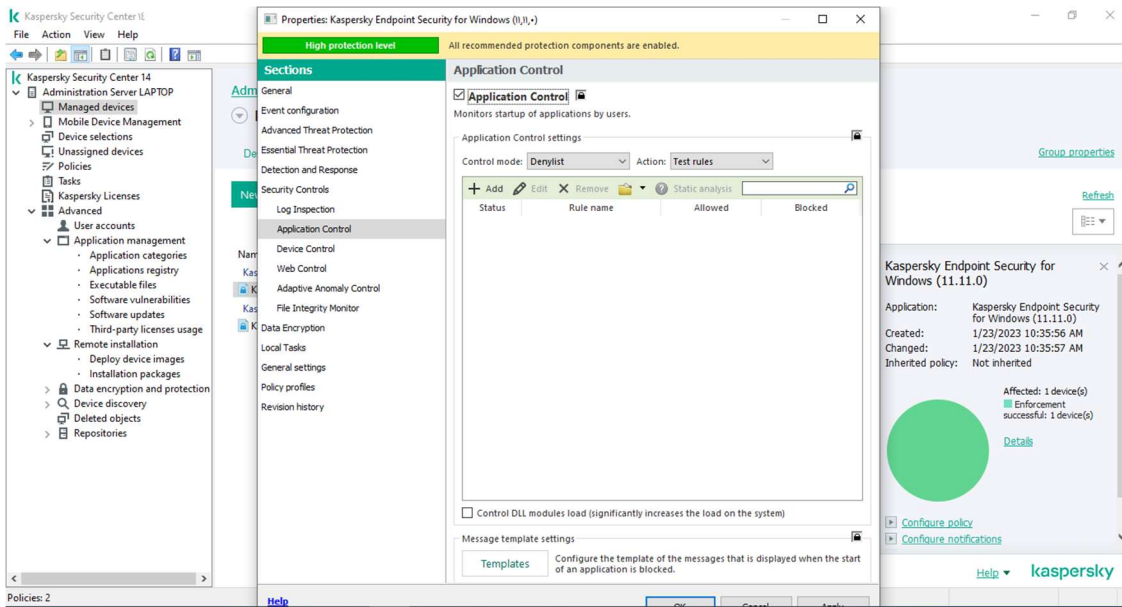 Kaspersky Security Center 14
File Action View Help
Kaspersky Security Center 14
Administration Server LAPTOP
Managed devices
Mobile Device Management
Device selections
Unassigned devices
Policies
Tasks
Kaspersky Licenses
Advanced
User accounts
Application management
Application categories
Applications registry
Executable files
Software vulnerabilities
Software updates
Third-party licenses usage
Remote installation
Deploy device images
Installation packages
Data encryption and protection
Device discovery
Deleted objects
Repositories
Policies: 2
Adm
De
Nev
Nam
Kas
K
Kas
K
Properties: Kaspersky Endpoint Security for Windows (11,11,0)
High protection level
All recommended protection components are enabled.
Sections
General
Event configuration
Advanced Threat Protection
Essential Threat Protection
Detection and Response
Security Controls
Log Inspection
Application Control
Device Control
Web Control
Adaptive Anomaly Control
File Integrity Monitor
Data Encryption
Local Tasks
General settings
Policy profiles
Revision history
Help
Application Control
Application Control
Monitors startup of applications by users.
Application Control settings
Control mode: Denylist Action: Test rules
Add Edit Remove Static analysis
Status Rule name Allowed Blocked
Control DLL modules load (significantly increases the load on the system)
Message template settings
Templates
Configure the template of the messages that is displayed when the start
of an application is blocked.
OK Cancel Apply
Group properties
Refresh
Kaspersky Endpoint Security for
Windows (11.11.0)
Application: Kaspersky Endpoint Security
for Windows (11.11.0)
Created: 1/23/2023 10:35:56 AM
Changed: 1/23/2023 10:35:57 AM
Inherited policy: Not inherited
Affected: 1 device(s)
Enforcement
successful: 1 device(s)
Details
Configure policy
Configure notifications
Help kaspersky